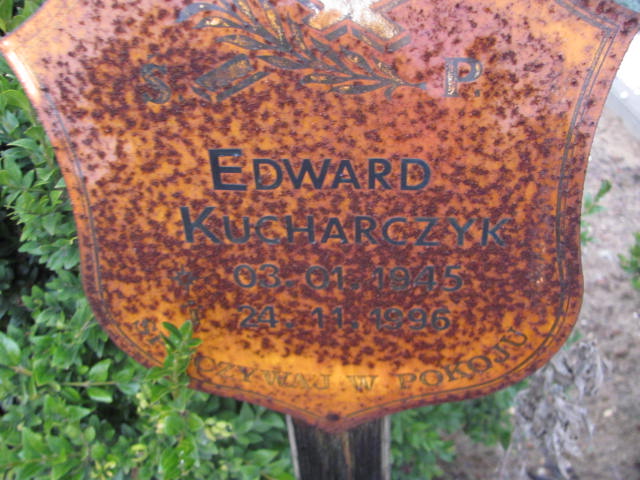 Ś. P.
EDWARD
KUCHARCZYK
* 03.01.1945
† 24.11.1996
W POKOJU